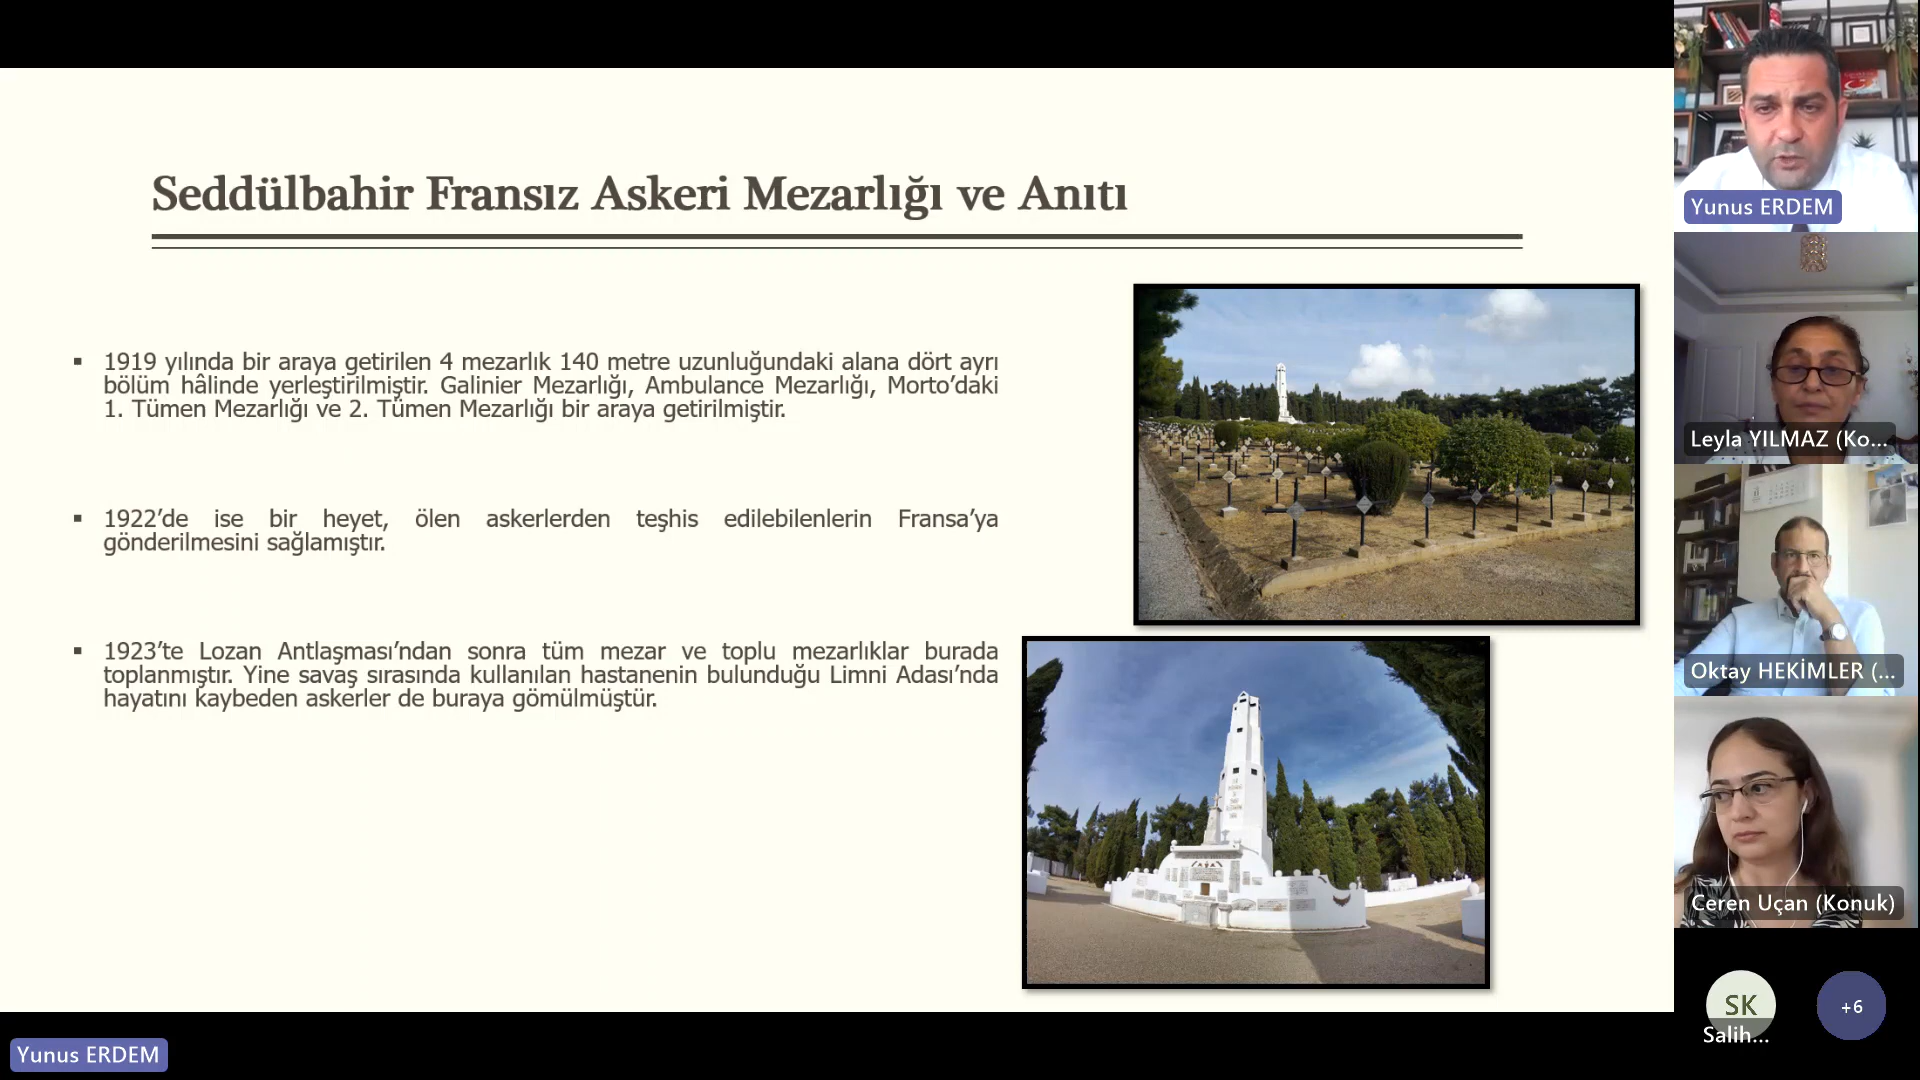 Seddülbahir Fransız Askeri Mezarlığı ve Anıtı
▪ 1919 yılında bir araya getirilen 4 mezarlık 140 metre uzunluğundaki alana dört ayrı
bölüm hâlinde yerleştirilmiştir. Galinier Mezarlığı, Ambulance Mezarlığı, Morto’daki
1. Tümen Mezarlığı ve 2. Tümen Mezarlığı bir araya getirilmiştir.
▪ 1922’de ise bir heyet, ölen askerlerden teşhis edilebilenlerin Fransa’ya
gönderilmesini sağlamıştır.
▪ 1923’te Lozan Antlaşması’ndan sonra tüm mezar ve toplu mezarlıklar burada
toplanmıştır. Yine savaş sırasında kullanılan hastanenin bulunduğu Limni Adası’nda
hayatını kaybeden askerler de buraya gömülmüştür.
Yunus ERDEM
Leyla YILMAZ (Ko...
Oktay HEKİMLER (...
Ceren Uçan (Konuk)
SK
Salih...
+6
Yunus ERDEM